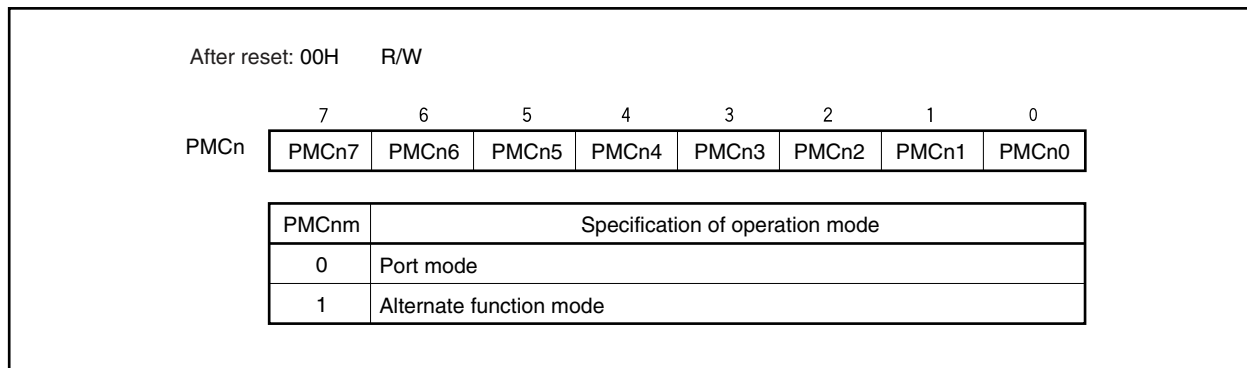 After reset: 00H R/W
7 6 5 4 3 2 1 0
PMCn PMCn7 PMCn6 PMCn5 PMCn4 PMCn3 PMCn2 PMCn1 PMCn0
PMCnm Specification of operation mode
0 Port mode
1 Alternate function mode